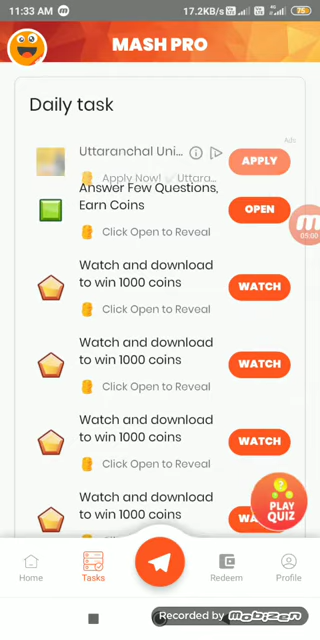 11:33 AM
17.2KB/s
4G
75
MASH PRO
Daily task
Ads
Uttaranchal Uni...
APPLY
Apply Now! Uttara...
Answer Few Questions,
Earn Coins
OPEN
Click Open to Reveal
05:00
Watch and download
to win 1000 coins
WATCH
Click Open to Reveal
Watch and download
to win 1000 coins
WATCH
Click Open to Reveal
Watch and download
to win 1000 coins
WATCH
Click Open to Reveal
Watch and download
to win 1000 coins
PLAY
QUIZ
Home
Tasks
Redeem
Profile
Recorded by mobizen